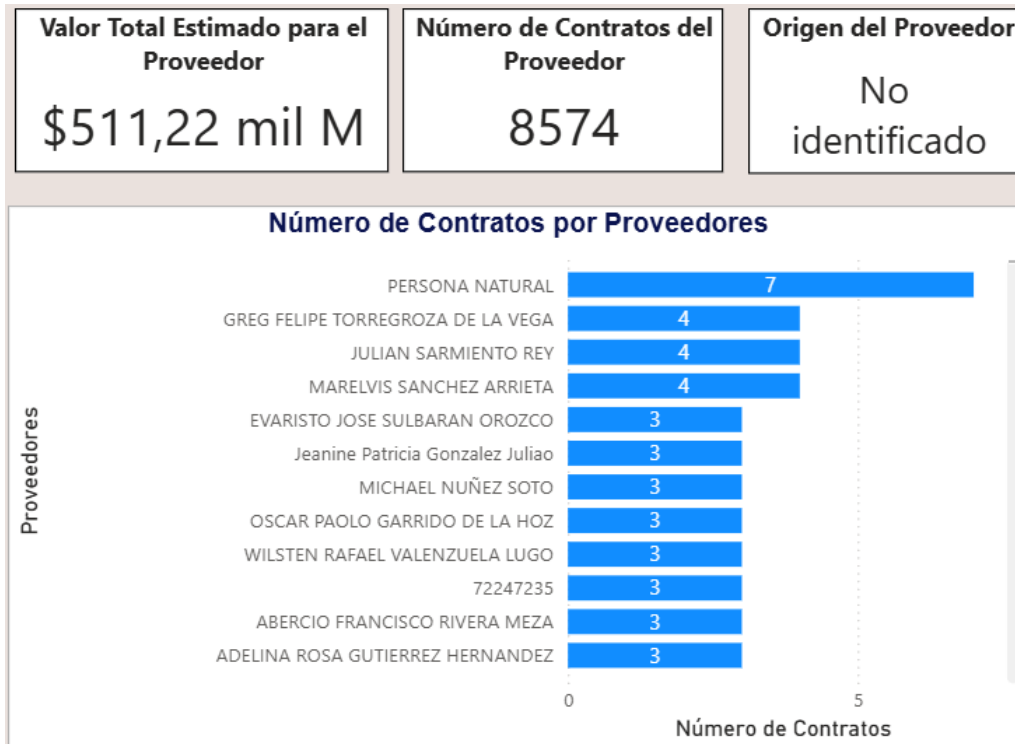 Valor Total Estimado para el
Proveedor
$511,22 mil M
Número de Contratos del
Proveedor
8574
Origen del Proveedor
No
identificado
Número de Contratos por Proveedores
Proveedores
PERSONA NATURAL 7
GREG FELIPE TORREGROZA DE LA VEGA 4
JULIAN SARMIENTO REY 4
MARELVIS SANCHEZ ARRIETA 4
EVARISTO JOSE SULBARAN OROZCO 3
Jeanine Patricia Gonzalez Juliao 3
MICHAEL NUÑEZ SOTO 3
OSCAR PAOLO GARRIDO DE LA HOZ 3
WILSTEN RAFAEL VALENZUELA LUGO 3
72247235 3
ABERCIO FRANCISCO RIVERA MEZA 3
ADELINA ROSA GUTIERREZ HERNANDEZ 3
0 5
Número de Contratos